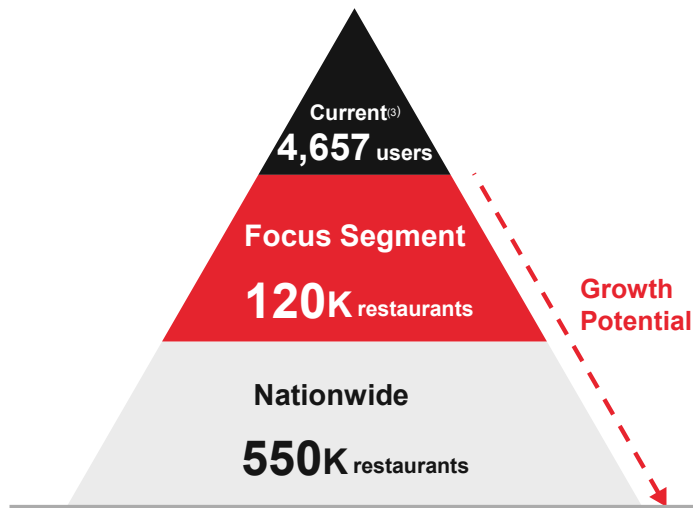 Current(3)
4,657 users
Focus Segment
120K restaurants
Growth
Potential
Nationwide
550K restaurants